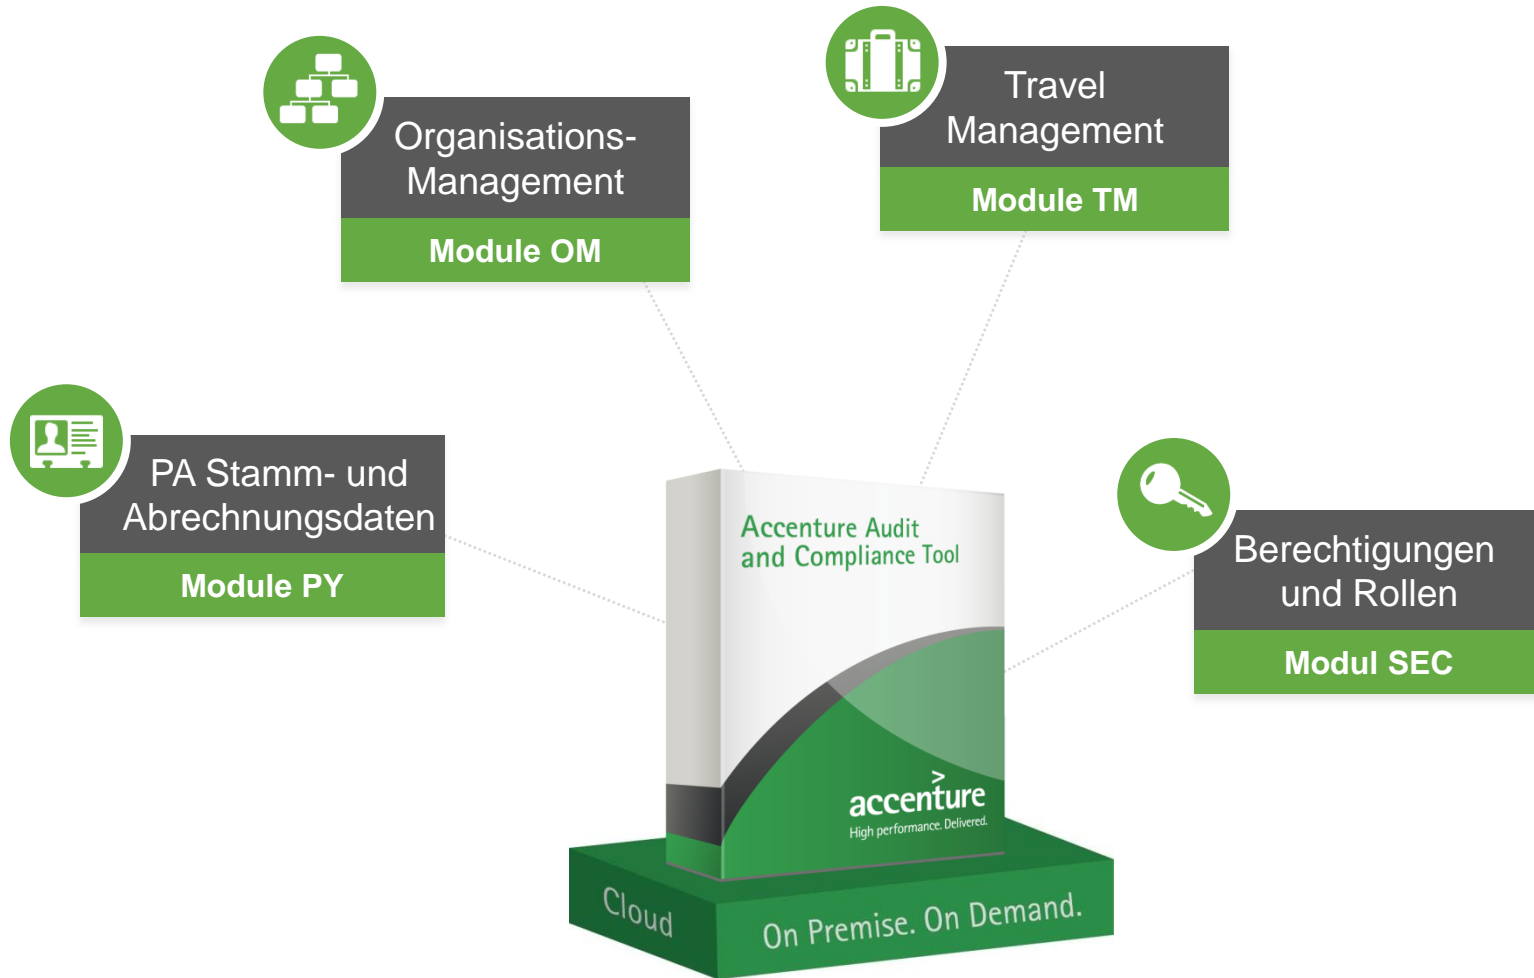 Travel
Management
Module TM
Organisations-
Management
Module OM
PA Stamm- und
Abrechnungsdaten
Module PY
Berechtigungen
und Rollen
Modul SEC
Accenture Audit
and Compliance Tool
>
accenture
High performance. Delivered.
Cloud
On Premise. On Demand.